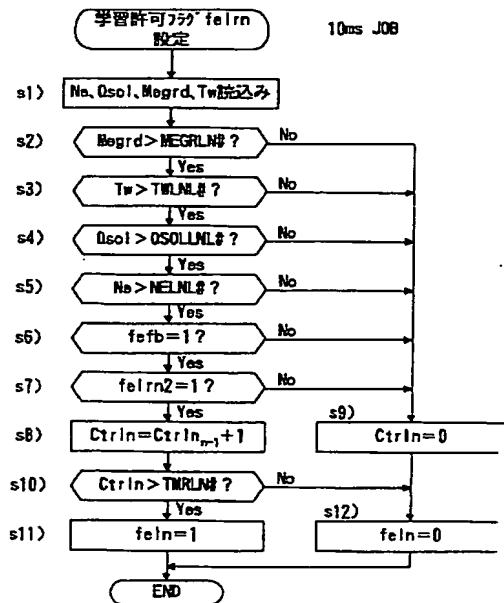 学習許可ﾌﾗｸﾞfelrn
設定
10ms JOB
s1) Ne、Qsol、Megrd、Tw読込み
s2) Megrd>MEGRLN#? No
Yes
s3) Tw>TWLNL#? No
Yes
s4) Qsol>QSOLLNL#? No
Yes
s5) Ne>NELNL#? No
Yes
s6) fefb=1? No
Yes
s7) felrn2=1? No
Yes
s8) Ctrln=Ctrlnn-1+1
s9) Ctrln=0
s10) Ctrln>TMRLN#? No
Yes
s11) feln=1
s12) feln=0
END